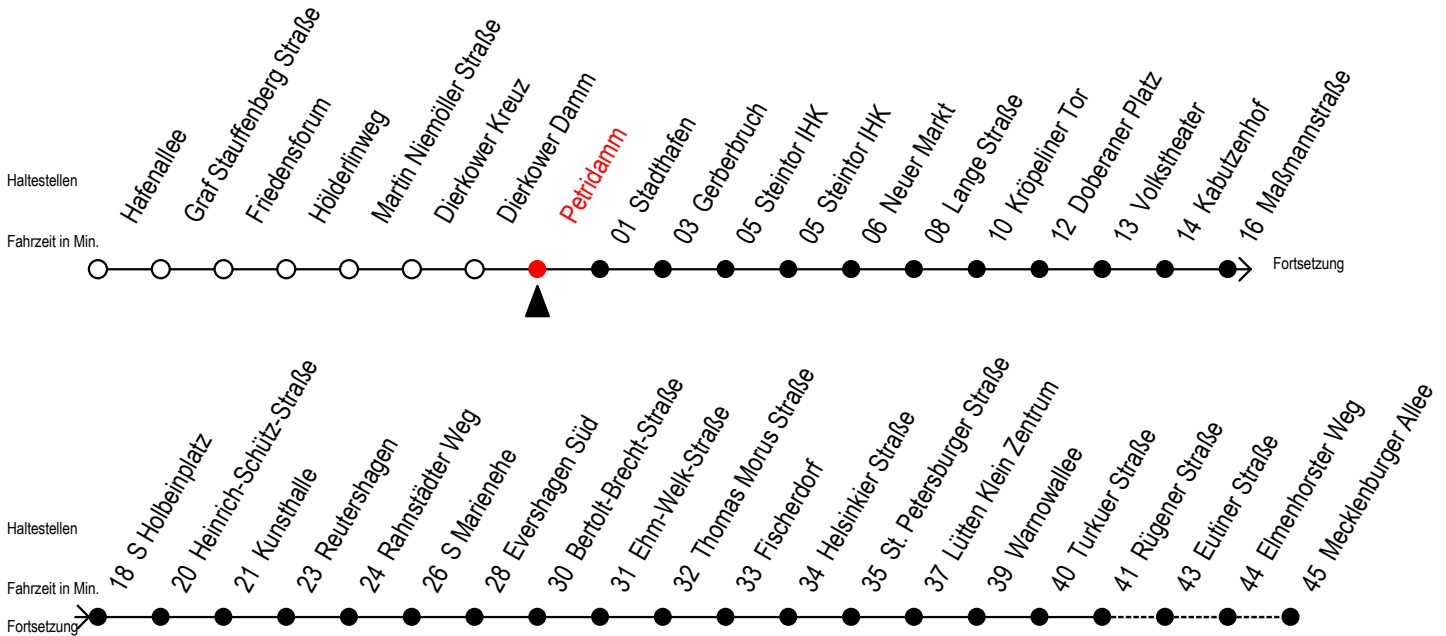 Haltestellen
Hafenallee
Graf Stauffenberg Straße
Friedensforum
Hölderlinweg
Martin Niemöller Straße
Dierkower Kreuz
Dierkower Damm
Petridamm
01 Stadthafen
03 Gerberbruch
05 Steintor IHK
05 Steintor IHK
06 Neuer Markt
08 Lange Straße
10 Kröpeliner Tor
12 Doberaner Platz
13 Volkstheater
14 Kabutzenhof
16 Maßmannstraße
Fahrzeit in Min.
Fortsetzung
Haltestellen
18 S Holbeinplatz
20 Heinrich-Schütz-Straße
21 Kunsthalle
23 Reutershagen
24 Rahnstädter Weg
26 S Marienehe
28 Evershagen Süd
30 Bertolt-Brecht-Straße
31 Ehm-Welk-Straße
32 Thomas Morus Straße
33 Fischerdorf
34 Helsinkier Straße
35 St. Petersburger Straße
37 Lütten Klein Zentrum
39 Warnowallee
40 Turkuer Straße
41 Rügener Straße
43 Eutiner Straße
44 Elmenhorster Weg
45 Mecklenburger Allee
Fahrzeit in Min.
Fortsetzung